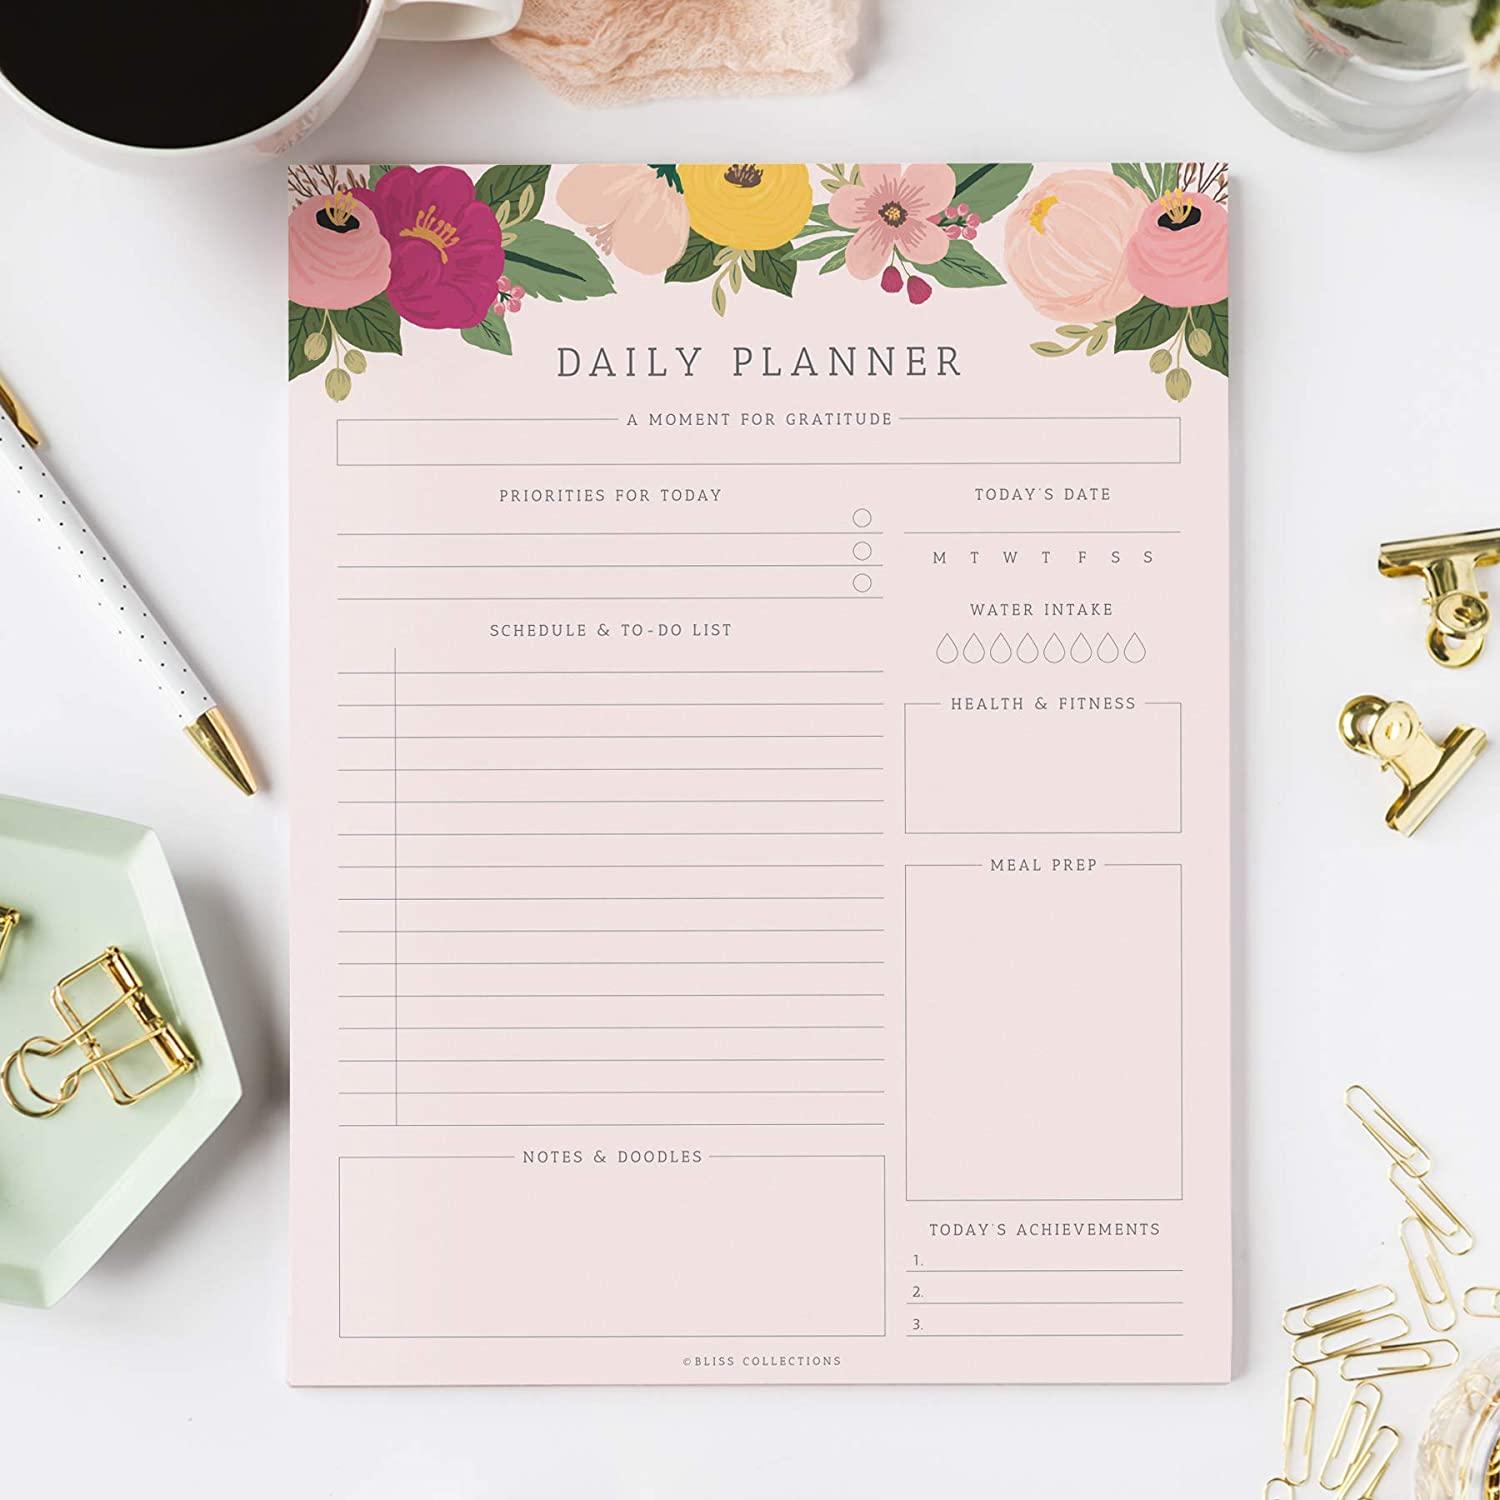 DAILY PLANNER
A MOMENT FOR GRATITUDE
PRIORITIES FOR TODAY
TODAY'S DATE
M T W T F S S
WATER INTAKE
SCHEDULE & TO-DO LIST
HEALTH & FITNESS
MEAL PREP
NOTES & DOODLES
TODAY'S ACHIEVEMENTS
1.
2.
3.
©BLISS COLLECTIONS